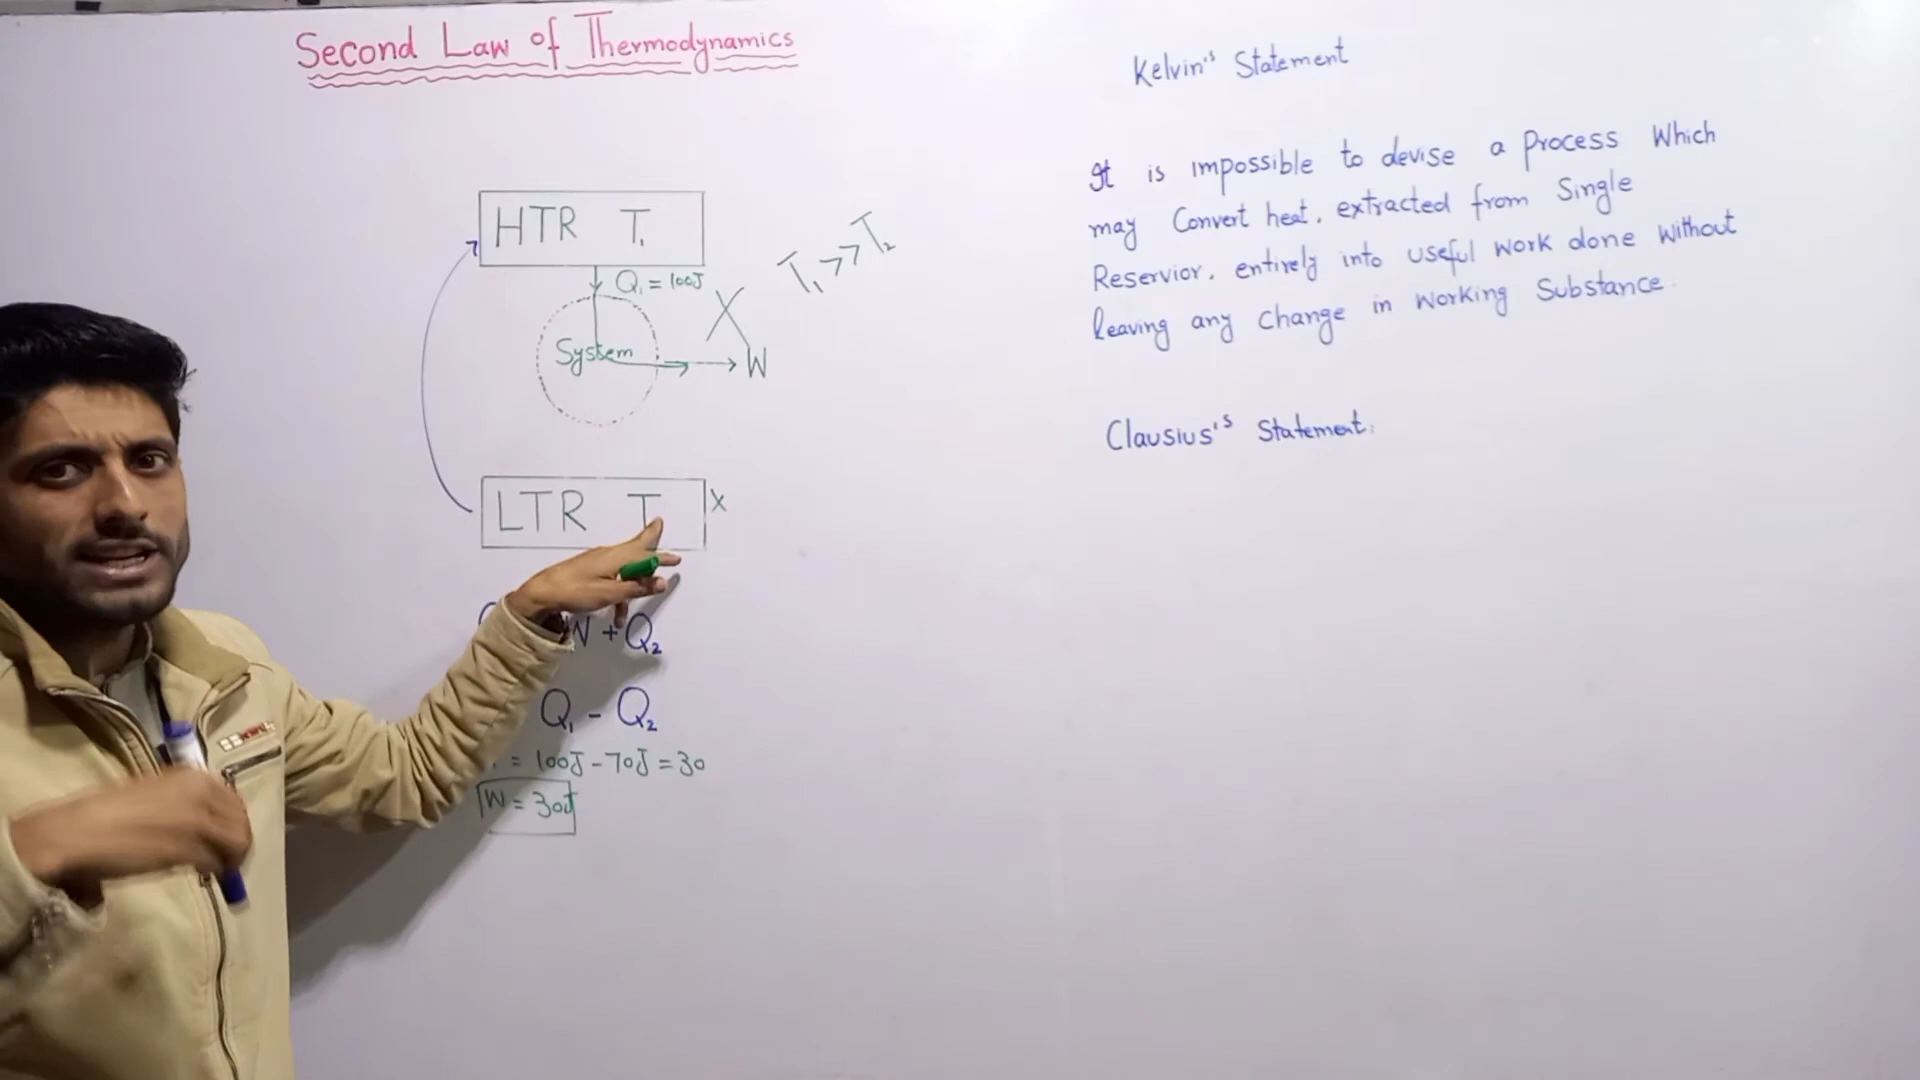 Second Law of Thermodynamics
HTR T₁
Q₁ = 100J
T₁ >> T₂
System
W
LTR T
X
W + Q₂
Q₁ - Q₂
= 100J - 70J = 30
W = 30J
Kelvin's Statement
It is impossible to devise a Process Which
may Convert heat, extracted from Single
Reservior, entirely into useful work done without
leaving any change in Working Substance.
Clausius's Statement: